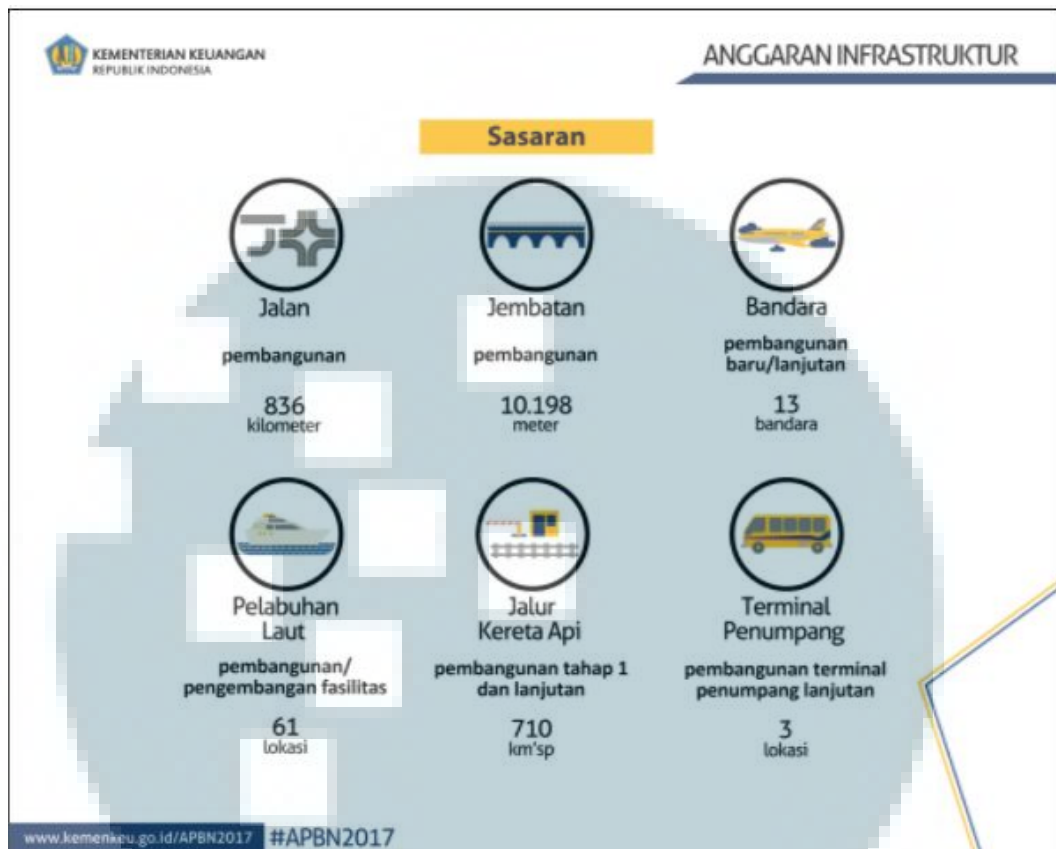 KEMENTERIAN KEUANGAN
REPUBLIK INDONESIA
ANGGARAN INFRASTRUKTUR
Sasaran
Jalan
pembangunan
836
kilometer
Jembatan
pembangunan
10.198
meter
Bandara
pembangunan
baru/lanjutan
13
bandara
Pelabuhan
Laut
pembangunan/
pengembangan fasilitas
61
lokasi
Jalur
Kereta Api
pembangunan tahap 1
dan lanjutan
710
km'sp
Terminal
Penumpang
pembangunan terminal
penumpang lanjutan
3
lokasi
www.kemenkeu.go.id/APBN2017
#APBN2017